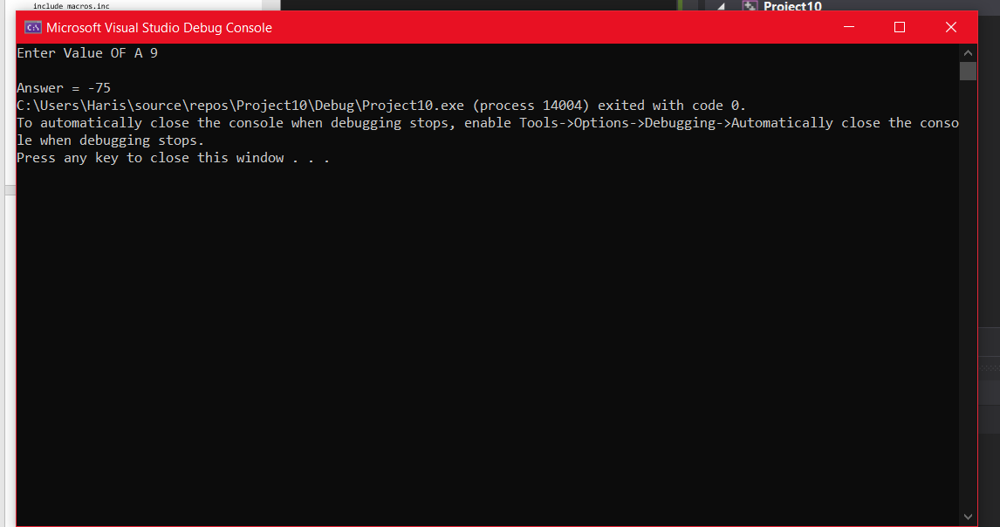 include macros.inc
Project10
Microsoft Visual Studio Debug Console
Enter Value OF A 9
Answer = -75
C:\Users\Haris\source\repos\Project10\Debug\Project10.exe (process 14004) exited with code 0.
To automatically close the console when debugging stops, enable Tools->Options->Debugging->Automatically close the conso
le when debugging stops.
Press any key to close this window . . .